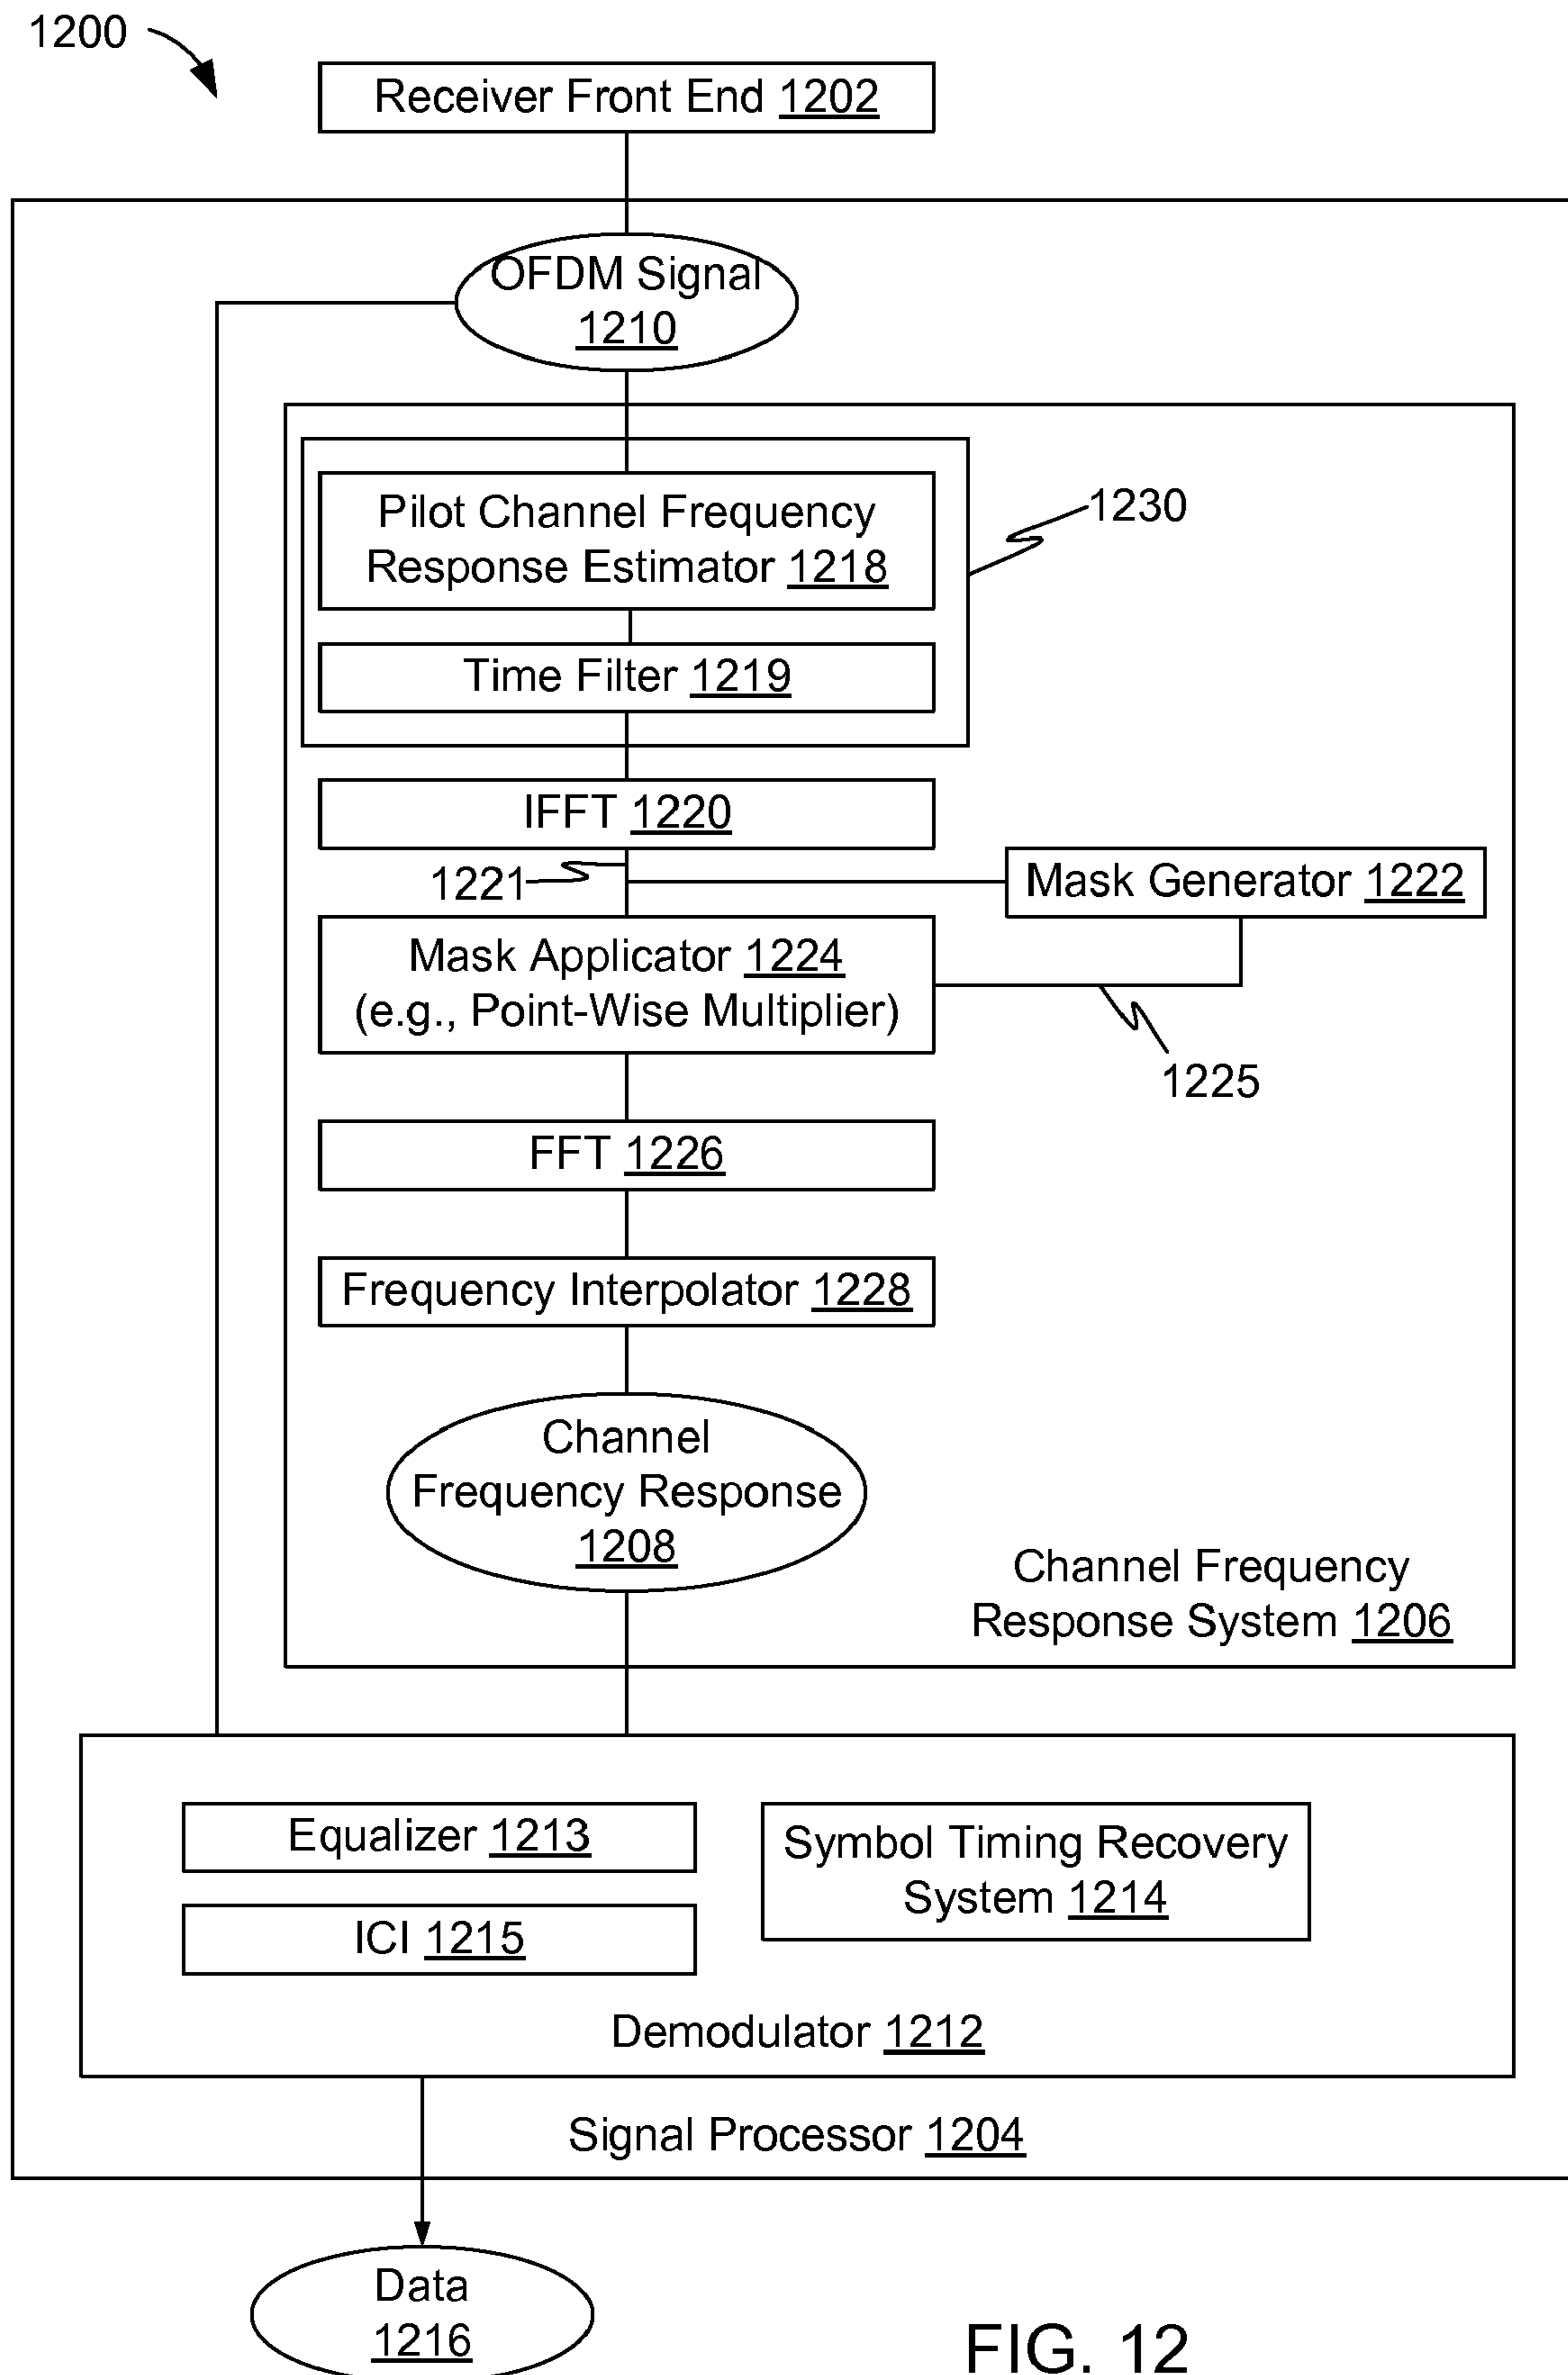 1200
Receiver Front End 1202
OFDM Signal
1210
Pilot Channel Frequency
Response Estimator 1218
1230
Time Filter 1219
IFFT 1220
1221
Mask Generator 1222
Mask Applicator 1224
(e.g., Point-Wise Multiplier)
1225
FFT 1226
Frequency Interpolator 1228
Channel
Frequency Response
1208
Channel Frequency
Response System 1206
Equalizer 1213
Symbol Timing Recovery
System 1214
ICI 1215
Demodulator 1212
Signal Processor 1204
Data
1216
FIG. 12